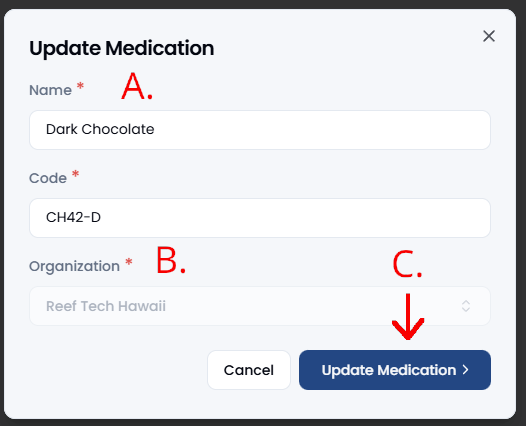 Update Medication
Name * A.
Dark Chocolate
Code *
CH42-D
Organization * B.
C.
Reef Tech Hawaii
Cancel
Update Medication